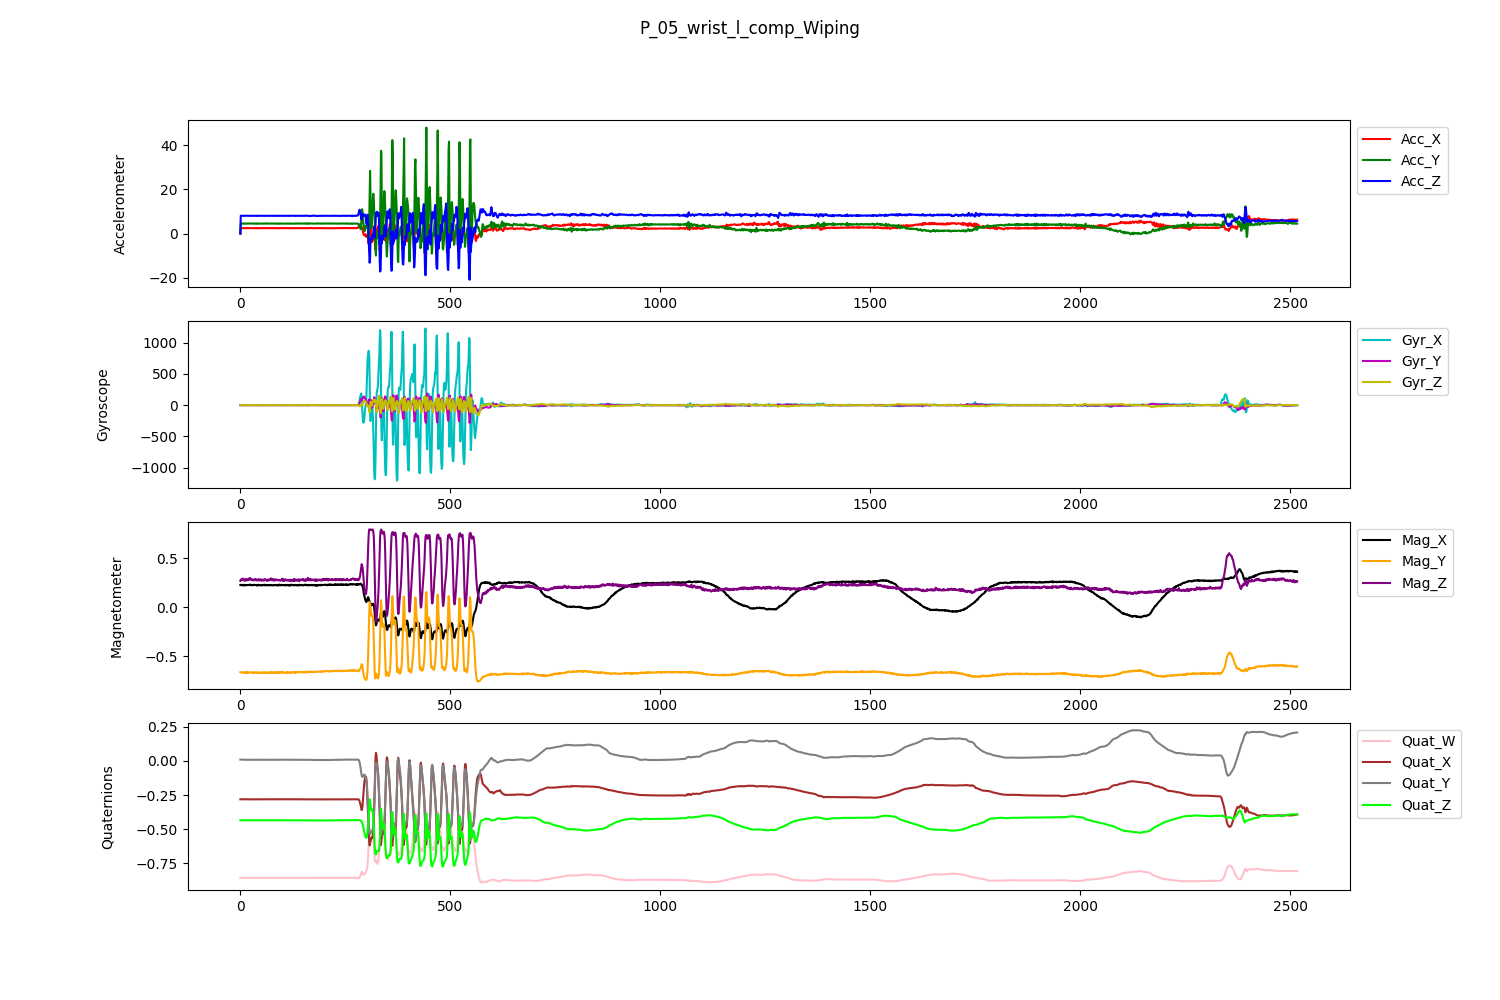 P_05_wrist_l_comp_Wiping
Accelerometer
40
20
0
−20
0 500 1000 1500 2000 2500
Acc_X
Acc_Y
Acc_Z
Gyroscope
1000
500
0
−500
−1000
0 500 1000 1500 2000 2500
Gyr_X
Gyr_Y
Gyr_Z
Magnetometer
0.5
0.0
−0.5
0 500 1000 1500 2000 2500
Mag_X
Mag_Y
Mag_Z
Quaternions
0.25
0.00
−0.25
−0.50
−0.75
0 500 1000 1500 2000 2500
Quat_W
Quat_X
Quat_Y
Quat_Z